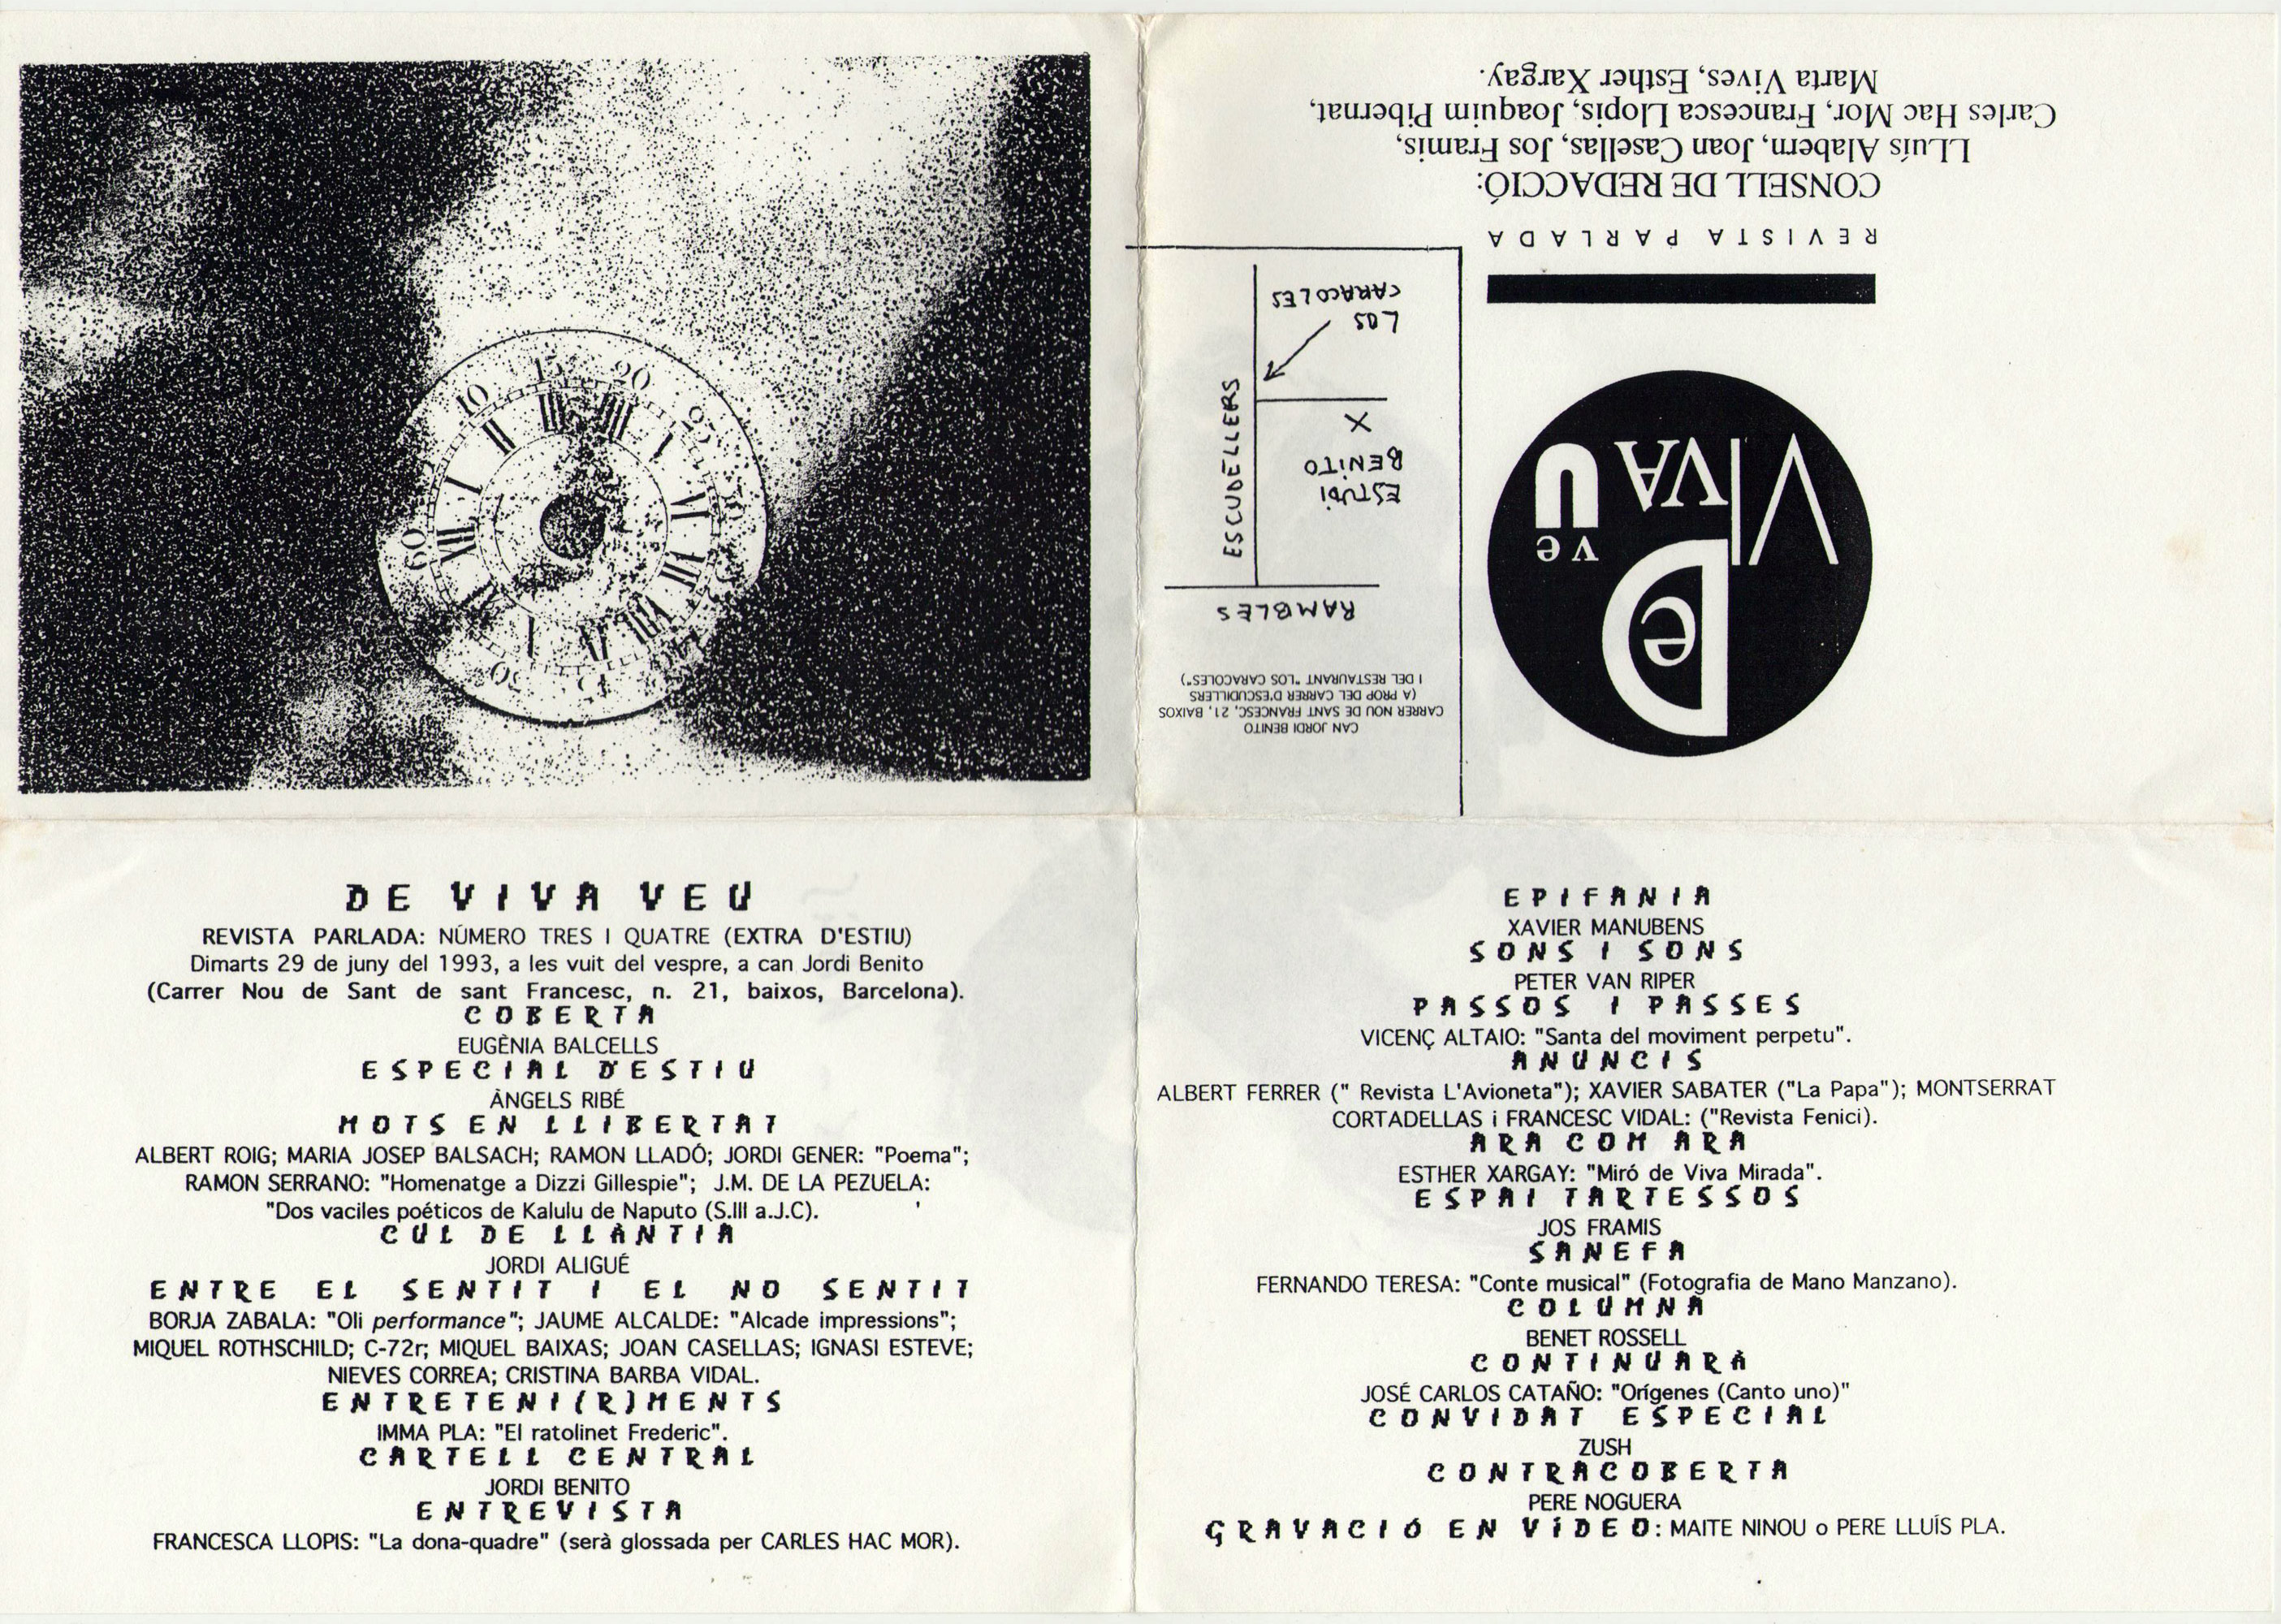 DE VIVA VEU
REVISTA PARLADA
CONSELL DE REDACCIÓ:
LLuís Alabern, Joan Casellas, Jos Framis,
Carles Hac Mor, Francesca Llopis, Joaquim Pibernat,
Marta Vives, Esther Xargay.
CAN JORDI BENITO
CARRER NOU DE SANT FRANCESC, 21, BAIXOS
(A PROP DEL CARRER D'ESCUDILLERS
I DEL RESTAURANT "LOS CARACOLES")
RAMBLES
ESCUDELLERS
ESTUDI
BENITO
X
LOS
CARACOLES
10
15
20
25
60
I
II
VI
VII
DE VIVA VEU
REVISTA PARLADA: NÚMERO TRES I QUATRE (EXTRA D'ESTIU)
Dimarts 29 de juny del 1993, a les vuit del vespre, a can Jordi Benito
(Carrer Nou de Sant de sant Francesc, n. 21, baixos, Barcelona).
COBERTA
EUGÈNIA BALCELLS
ESPECIAL D'ESTIU
ÀNGELS RIBÉ
MOTS EN LLIBERTAT
ALBERT ROIG; MARIA JOSEP BALSACH; RAMON LLADÓ; JORDI GENER: "Poema";
RAMON SERRANO: "Homenatge a Dizzi Gillespie"; J.M. DE LA PEZUELA:
"Dos vaciles poéticos de Kalulu de Naputo (S.III a.J.C).
CUL DE LLÀNTIA
JORDI ALIGUÉ
ENTRE EL SENTIT I EL NO SENTIT
BORJA ZABALA: "Oli performance"; JAUME ALCALDE: "Alcade impressions";
MIQUEL ROTHSCHILD; C-72r; MIQUEL BAIXAS; JOAN CASELLAS; IGNASI ESTEVE;
NIEVES CORREA; CRISTINA BARBA VIDAL.
ENTRETENI(R)MENTS
IMMA PLA: "El ratolinet Frederic".
CARTELL CENTRAL
JORDI BENITO
ENTREVISTA
FRANCESCA LLOPIS: "La dona-quadre" (serà glossada per CARLES HAC MOR).
EPIFANIA
XAVIER MANUBENS
SONS I SONS
PETER VAN RIPER
PASSOS I PASSES
VICENÇ ALTAIO: "Santa del moviment perpetu".
ANUNCIS
ALBERT FERRER (" Revista L'Avioneta"); XAVIER SABATER ("La Papa"); MONTSERRAT
CORTADELLAS i FRANCESC VIDAL: ("Revista Fenici).
ARA COM ARA
ESTHER XARGAY: "Miró de Viva Mirada".
ESPAI TARTESSOS
JOS FRAMIS
SANEFA
FERNANDO TERESA: "Conte musical" (Fotografia de Mano Manzano).
COLUMNA
BENET ROSSELL
CONTINUARÀ
JOSÉ CARLOS CATAÑO: "Orígenes (Canto uno)"
CONVIDAT ESPECIAL
ZUSH
CONTRACOBERTA
PERE NOGUERA
GRAVACIÓ EN VÍDEO: MAITE NINOU o PERE LLUÍS PLA.